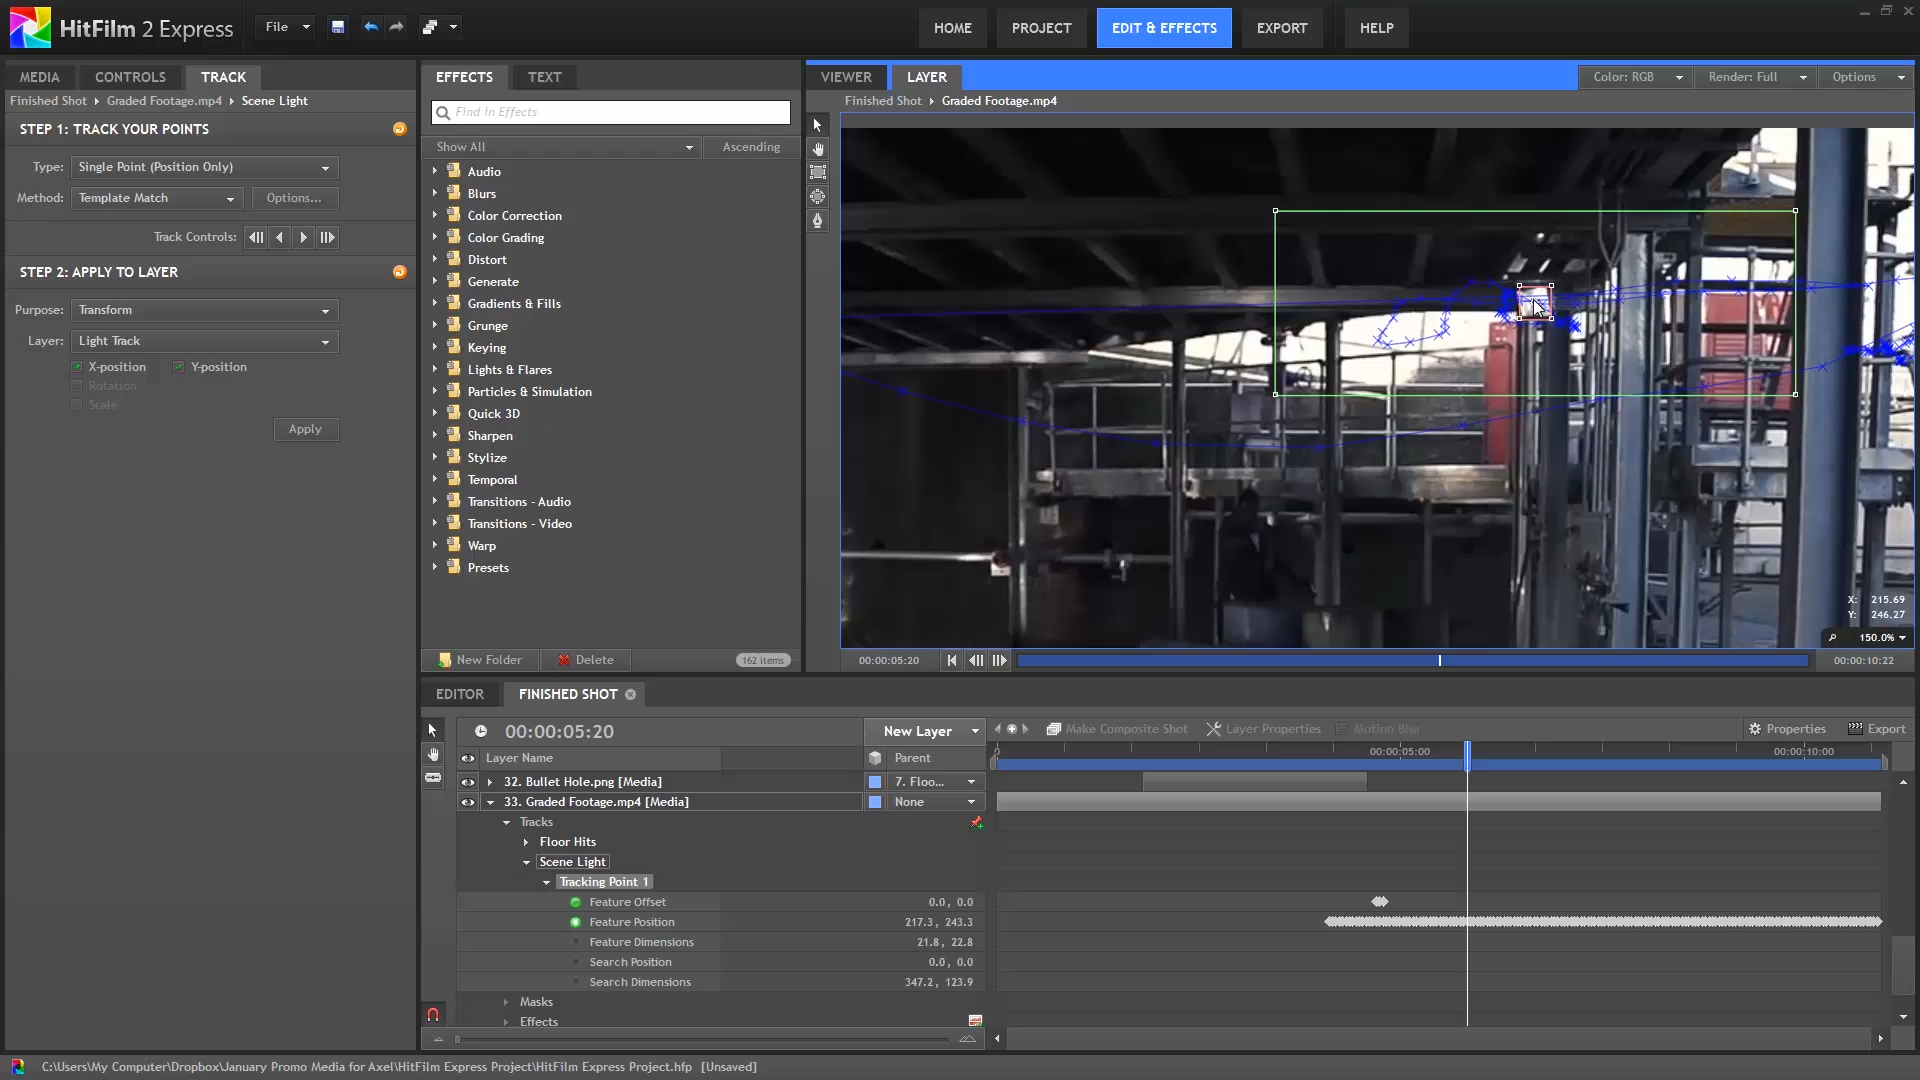 HitFilm 2 Express
File
HOME
PROJECT
EDIT & EFFECTS
EXPORT
HELP
MEDIA
CONTROLS
TRACK
Finished Shot
Graded Footage.mp4
Scene Light
STEP 1: TRACK YOUR POINTS
Type:
Single Point (Position Only)
Method:
Template Match
Options...
Track Controls:
STEP 2: APPLY TO LAYER
Purpose:
Transform
Layer:
Light Track
X-position
Y-position
Rotation
Scale
Apply
EFFECTS
TEXT
Find in Effects
Show All
Ascending
Audio
Blurs
Color Correction
Color Grading
Distort
Generate
Gradients & Fills
Grunge
Keying
Lights & Flares
Particles & Simulation
Quick 3D
Sharpen
Stylize
Temporal
Transitions - Audio
Transitions - Video
Warp
Presets
New Folder
Delete
162 items
VIEWER
LAYER
Color: RGB
Render: Full
Options
Finished Shot
Graded Footage.mp4
X: 215.69
Y: 246.27
150.0%
00:00:05:20
00:00:10:22
EDITOR
FINISHED SHOT
00:00:05:20
New Layer
Make Composite Shot
Layer Properties
Motion Blur
Properties
Export
Layer Name
Parent
0
00:00:05:00
00:00:10:00
32. Bullet Hole.png [Media]
7. Floo...
33. Graded Footage.mp4 [Media]
None
Tracks
Floor Hits
Scene Light
Tracking Point 1
Feature Offset
0.0, 0.0
Feature Position
217.3, 243.3
Feature Dimensions
21.8, 22.8
Search Position
0.0, 0.0
Search Dimensions
347.2, 123.9
Masks
Effects
C:\Users\My Computer\Dropbox\January Promo Media for Axel\HitFilm Express Project\HitFilm Express Project.hfp [Unsaved]